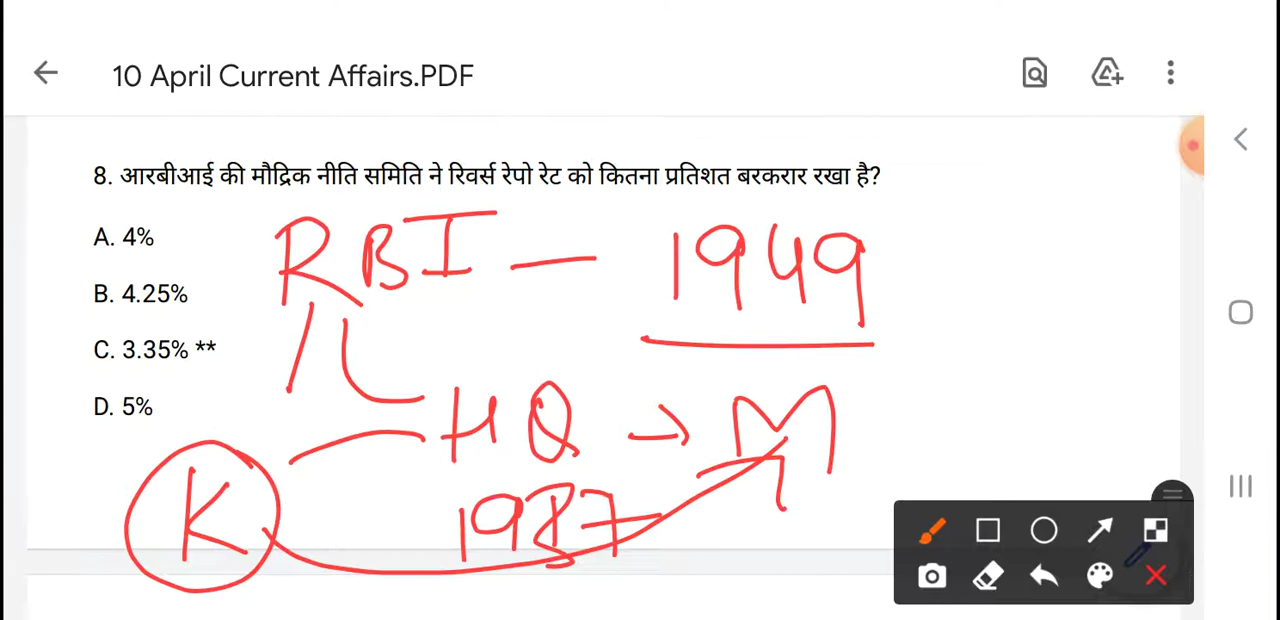 10 April Current Affairs.PDF
8. आरबीआई की मौद्रिक नीति समिति ने रिवर्स रेपो रेट को कितना प्रतिशत बरकरार रखा है?
A. 4%
RBI — 1949
B. 4.25%
C. 3.35% **
D. 5%
HQ → M
K
1987